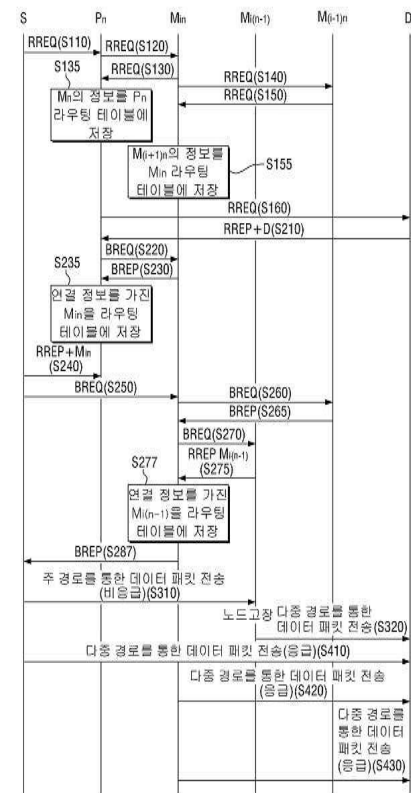 S Pn Min Mi(n-1) M(i-1)n D
RREQ(S110)
RREQ(S120)
RREQ(S130)
S135
RREQ(S140)
RREQ(S150)
Mn의 정보를 Pn
라우팅 테이블에
저장
M(i+1)n의 정보를
Min 라우팅
테이블에 저장
S155
RREQ(S160)
RREP+D(S210)
BREQ(S220)
S235
BREP(S230)
연결 정보를 가진
Min을 라우팅
테이블에 저장
RREP+Min
(S240)
BREQ(S250)
BREQ(S260)
BREP(S265)
BREQ(S270)
RREP Mi(n-1)
(S275)
S277
연결 정보를 가진
Mi(n-1)을 라우팅
테이블에 저장
BREP(S287)
주 경로를 통한 데이터 패킷 전송
(비응급)(S310)
노드고장
다중 경로를 통한
데이터 패킷 전송(S320)
다중 경로를 통한 데이터 패킷 전송(응급)(S410)
다중 경로를 통한 데이터 패킷 전송
(응급)(S420)
다중 경로를
통한 데이터
패킷 전송
(응급)(S430)